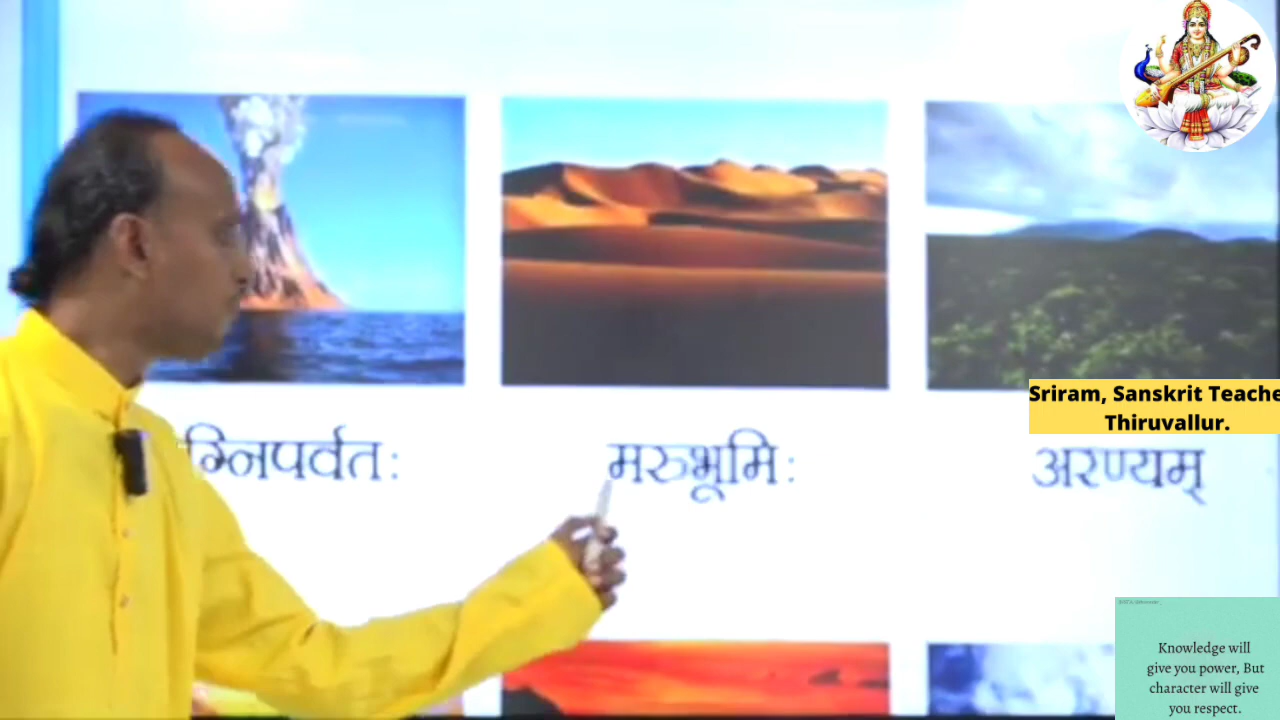 ग्निपर्वतः
मरुभूमिः
अरण्यम्
Sriram, Sanskrit Teache
Thiruvallur.
Knowledge will
give you power, But
character will give
you respect.